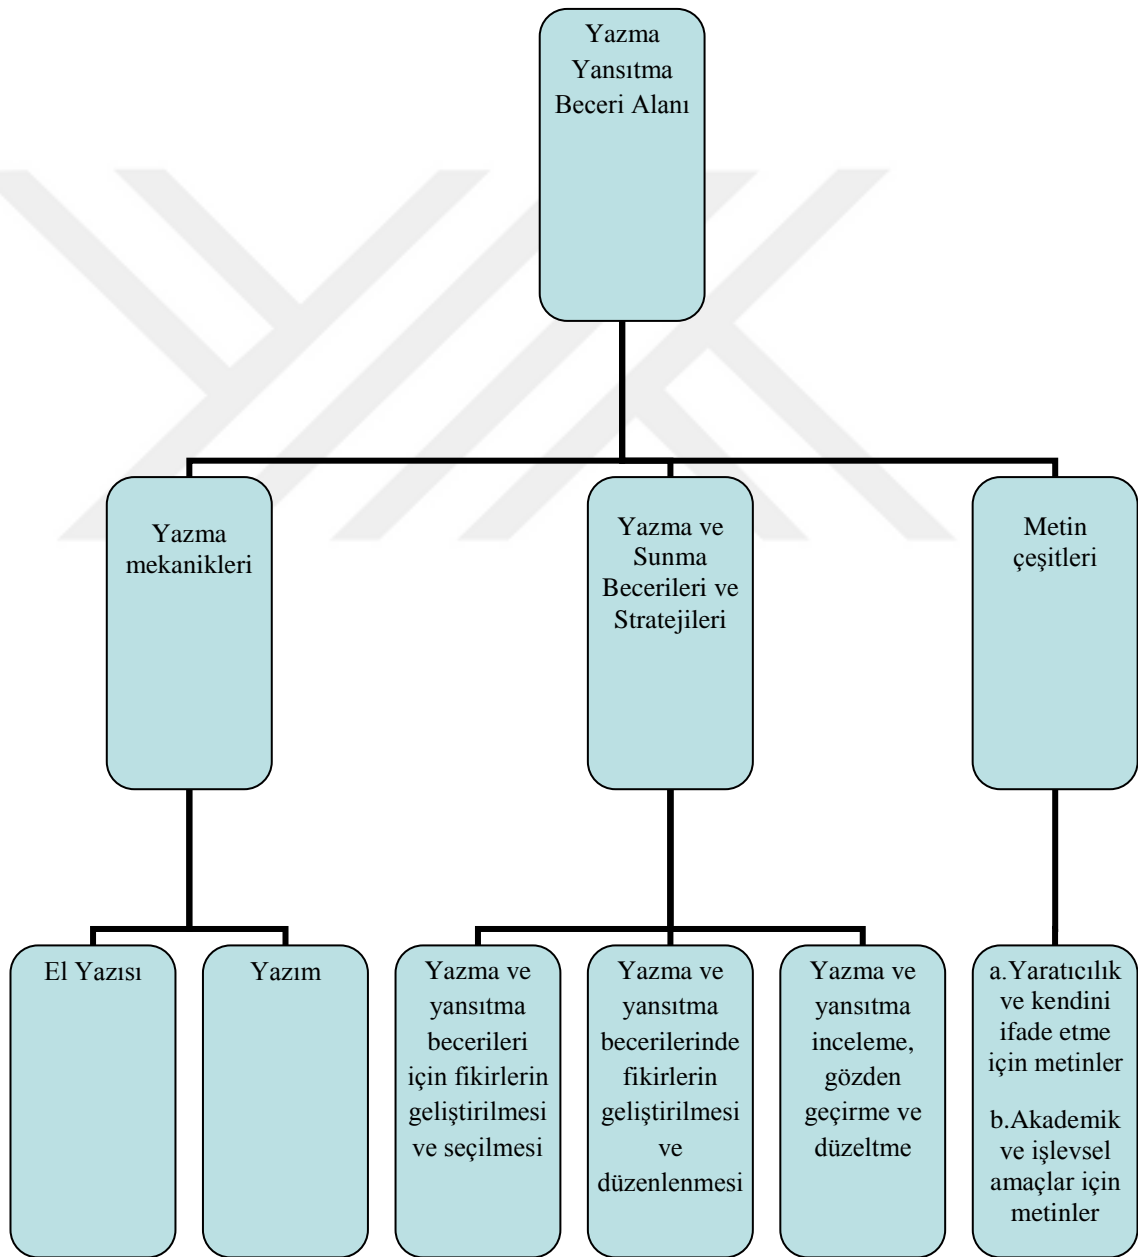 Yazma
Yansıtma
Beceri Alanı
Yazma
mekanikleri
Yazma ve
Sunma
Becerileri ve
Stratejileri
Metin
çeşitleri
El Yazısı
Yazım
Yazma ve
yansıtma
becerileri
için fikirlerin
geliştirilmesi
ve seçilmesi
Yazma ve
yansıtma
becerilerinde
fikirlerin
geliştirilmesi
ve
düzenlenmesi
Yazma ve
yansıtma
inceleme,
gözden
geçirme ve
düzeltme
a.Yaratıcılık
ve kendini
ifade etme
için metinler
b.Akademik
ve işlevsel
amaçlar için
metinler